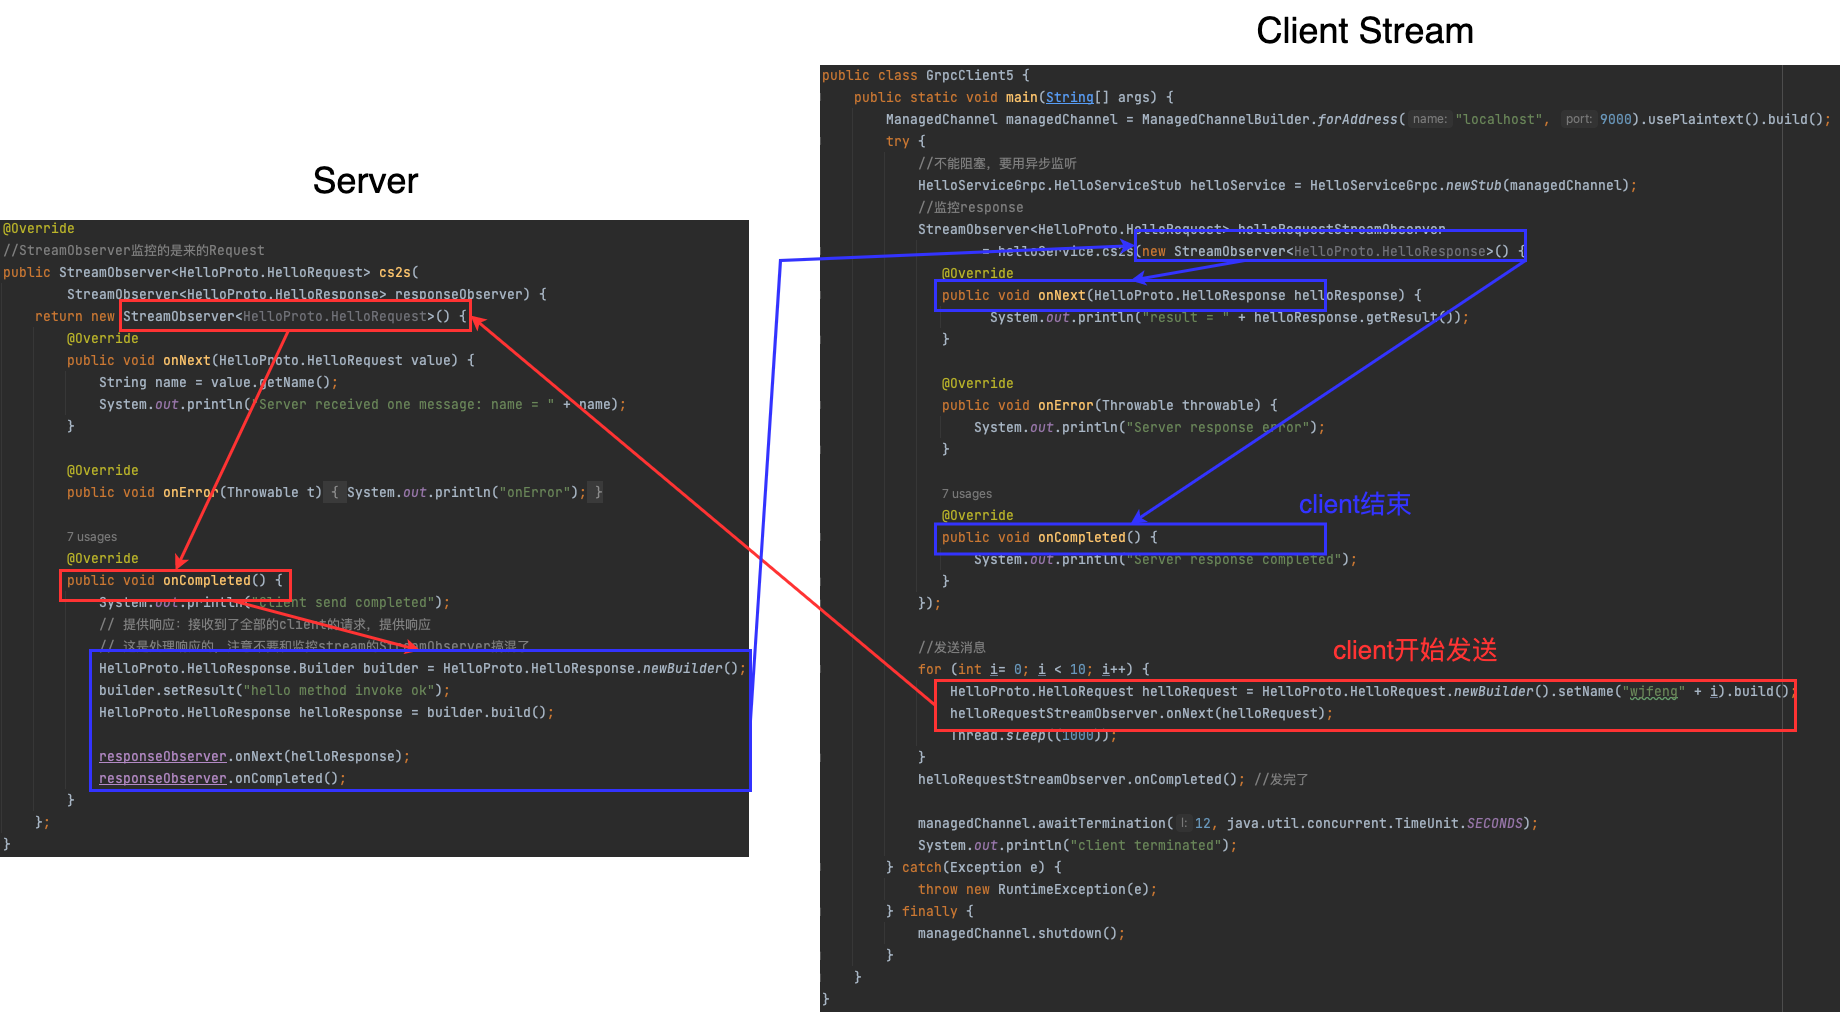 Server
@Override
//StreamObserver监控的是来的Request
public StreamObserver<HelloProto.HelloRequest> cs2s(
StreamObserver<HelloProto.HelloResponse> responseObserver) {
return new StreamObserver<HelloProto.HelloRequest>() {
@Override
public void onNext(HelloProto.HelloRequest value) {
String name = value.getName();
System.out.println("Server received one message: name = " + name);
}
@Override
public void onError(Throwable t) { System.out.println("onError"); }
7 usages
@Override
public void onCompleted() {
System.out.println("Client send completed");
// 提供响应：接收到了全部的client的请求，提供响应
// 这是处理响应的，注意不要和监控stream的StreamObserver搞混了
HelloProto.HelloResponse.Builder builder = HelloProto.HelloResponse.newBuilder();
builder.setResult("hello method invoke ok");
HelloProto.HelloResponse helloResponse = builder.build();
responseObserver.onNext(helloResponse);
responseObserver.onCompleted();
}
};
}
Client Stream
public class GrpcClient5 {
public static void main(String[] args) {
ManagedChannel managedChannel = ManagedChannelBuilder.forAddress( name: "localhost", port: 9000).usePlaintext().build();
try {
//不能阻塞，要用异步监听
HelloServiceGrpc.HelloServiceStub helloService = HelloServiceGrpc.newStub(managedChannel);
//监控response
StreamObserver<HelloProto.HelloRequest> helloRequestStreamObserver
= helloService.cs2s(new StreamObserver<HelloProto.HelloResponse>() {
@Override
public void onNext(HelloProto.HelloResponse helloResponse) {
System.out.println("result = " + helloResponse.getResult());
}
@Override
public void onError(Throwable throwable) {
System.out.println("Server response error");
}
7 usages
client结束
@Override
public void onCompleted() {
System.out.println("Server response completed");
}
});
//发送消息
client开始发送
for (int i= 0; i < 10; i++) {
HelloProto.HelloRequest helloRequest = HelloProto.HelloRequest.newBuilder().setName("wjfeng" + i).build();
helloRequestStreamObserver.onNext(helloRequest);
Thread.sleep((1000));
}
helloRequestStreamObserver.onCompleted(); //发完了
managedChannel.awaitTermination( l: 12, java.util.concurrent.TimeUnit.SECONDS);
System.out.println("client terminated");
} catch(Exception e) {
throw new RuntimeException(e);
} finally {
managedChannel.shutdown();
}
}
}